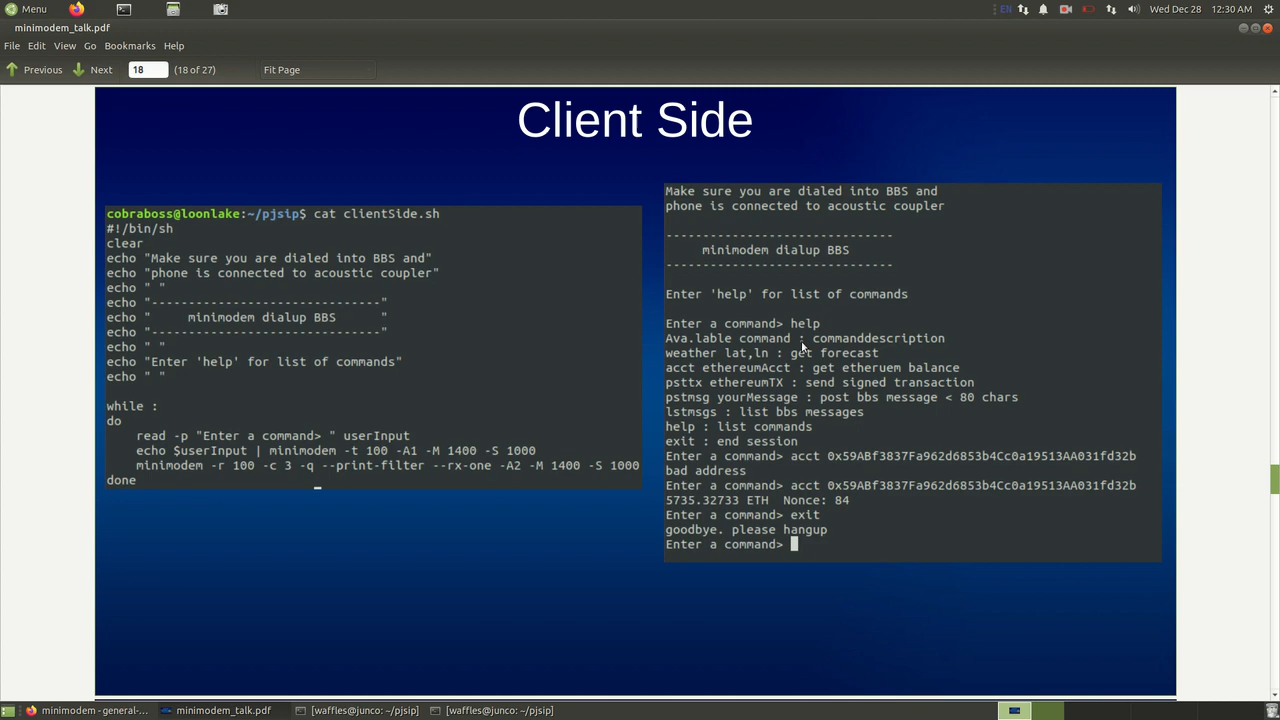 Menu
EN
Wed Dec 28
12:30 AM
minimodem_talk.pdf
File Edit View Go Bookmarks Help
Previous Next 18 (18 of 27) Fit Page
Client Side
cobraboss@loonlake:~/pjsip$ cat clientSide.sh
#!/bin/sh
clear
echo "Make sure you are dialed into BBS and"
echo "phone is connected to acoustic coupler"
echo " "
echo "-------------------------------"
echo "     minimodem dialup BBS      "
echo "-------------------------------"
echo " "
echo "Enter 'help' for list of commands"
echo " "
while :
do
    read -p "Enter a command> " userInput
    echo $userInput | minimodem -t 100 -A1 -M 1400 -S 1000
    minimodem -r 100 -c 3 -q --print-filter --rx-one -A2 -M 1400 -S 1000
done
Make sure you are dialed into BBS and
phone is connected to acoustic coupler
-------------------------------
     minimodem dialup BBS
-------------------------------
Enter 'help' for list of commands
Enter a command> help
Ava.lable command : commanddescription
weather lat,ln : get forecast
acct ethereumAcct : get etheruem balance
psttx ethereumTX : send signed transaction
pstmsg yourMessage : post bbs message < 80 chars
lstmsgs : list bbs messages
help : list commands
exit : end session
Enter a command> acct 0x59ABf3837Fa962d6853b4Cc0a19513AA031fd32b
bad address
Enter a command> acct 0x59ABf3837Fa962d6853b4Cc0a19513AA031fd32b
5735.32733 ETH  Nonce: 84
Enter a command> exit
goodbye. please hangup
Enter a command>
minimodem - general-...
minimodem_talk.pdf
[waffles@junco: ~/pjsip]
[waffles@junco: ~/pjsip]